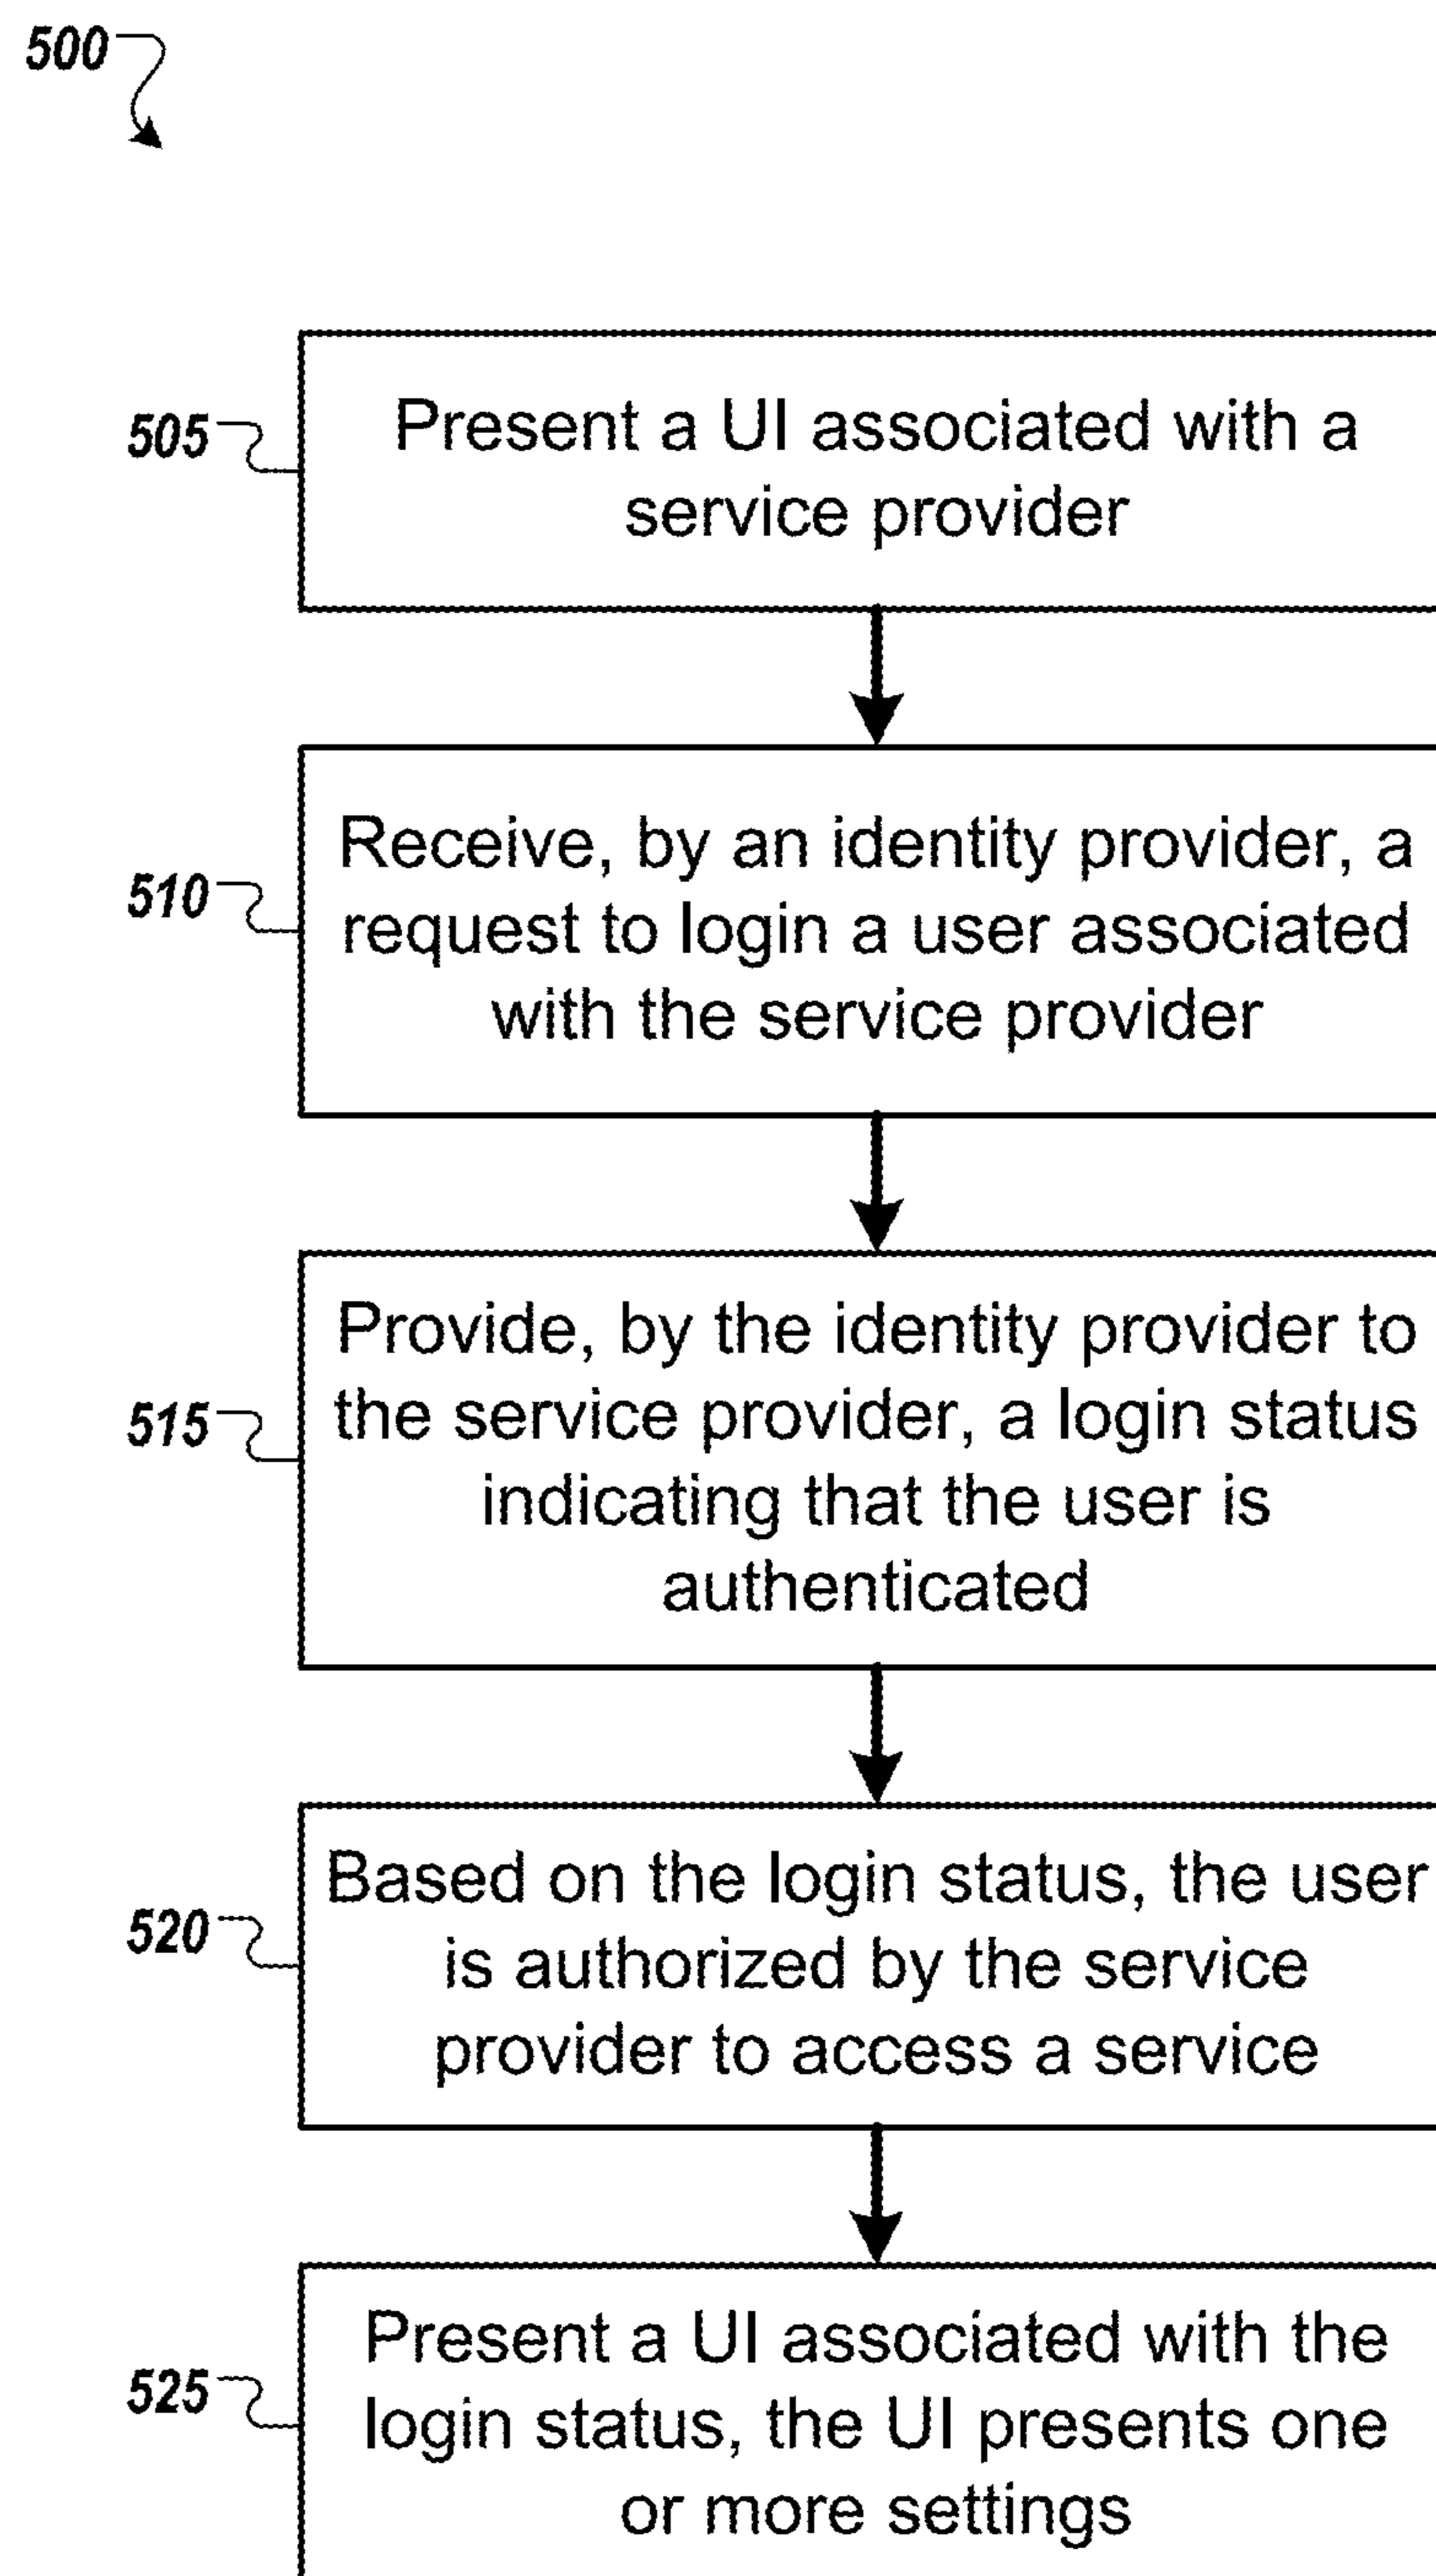 500
505
Present a UI associated with a
service provider
510
Receive, by an identity provider, a
request to login a user associated
with the service provider
515
Provide, by the identity provider to
the service provider, a login status
indicating that the user is
authenticated
520
Based on the login status, the user
is authorized by the service
provider to access a service
525
Present a UI associated with the
login status, the UI presents one
or more settings